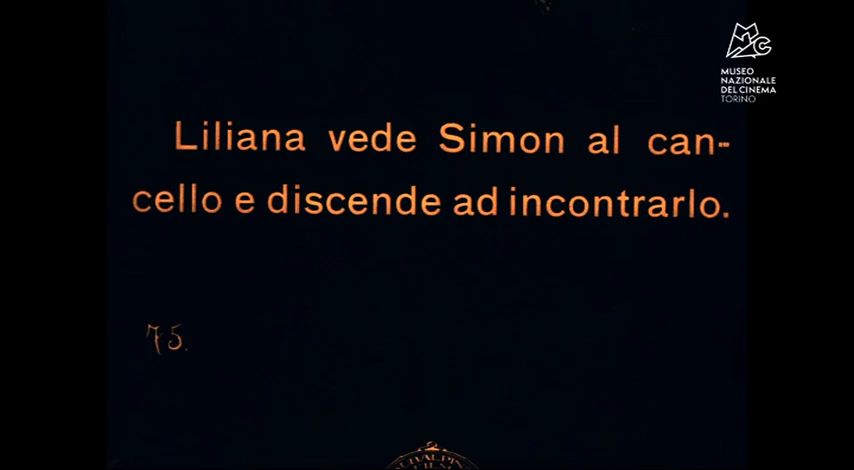 MUSEO
NAZIONALE
DEL CINEMA
TORINO
Liliana vede Simon al can-
cello e discende ad incontrarlo.
75.